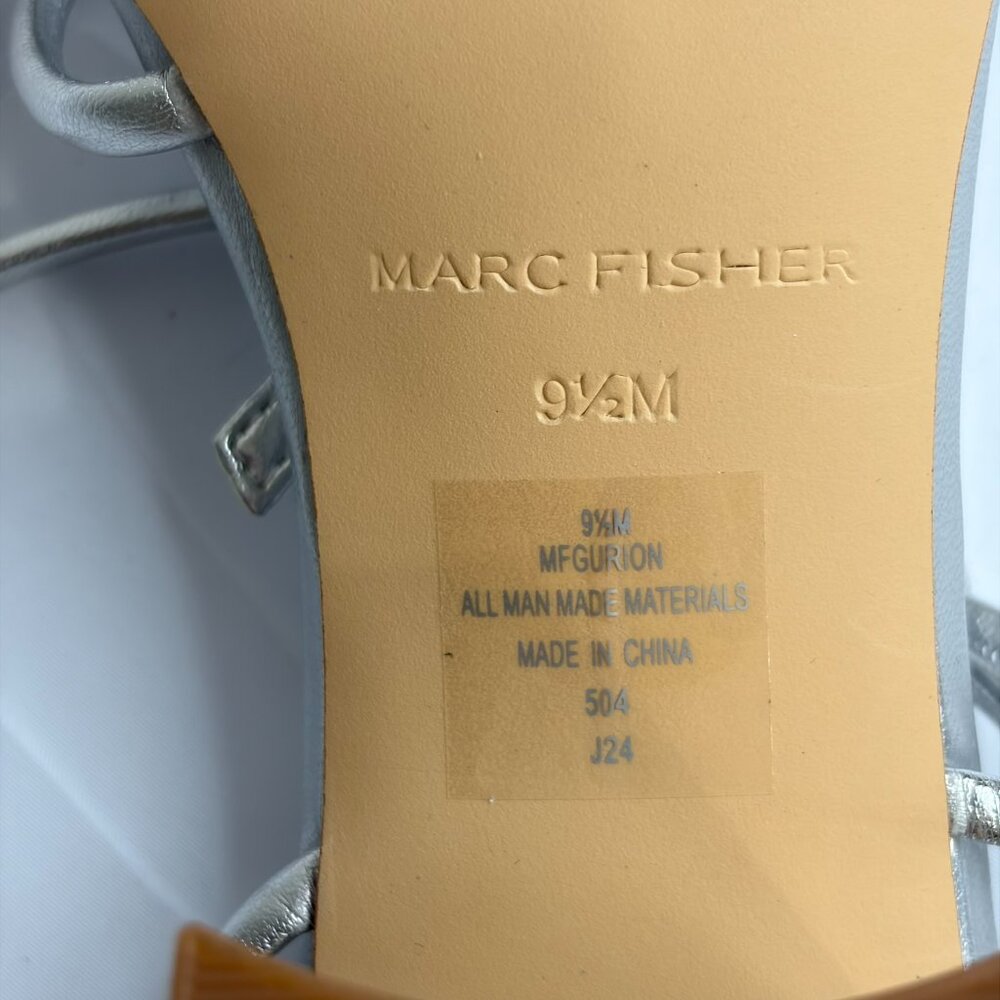 MARC FISHER
9½M
9½M
MFGURION
ALL MAN MADE MATERIALS
MADE IN CHINA
504
J24